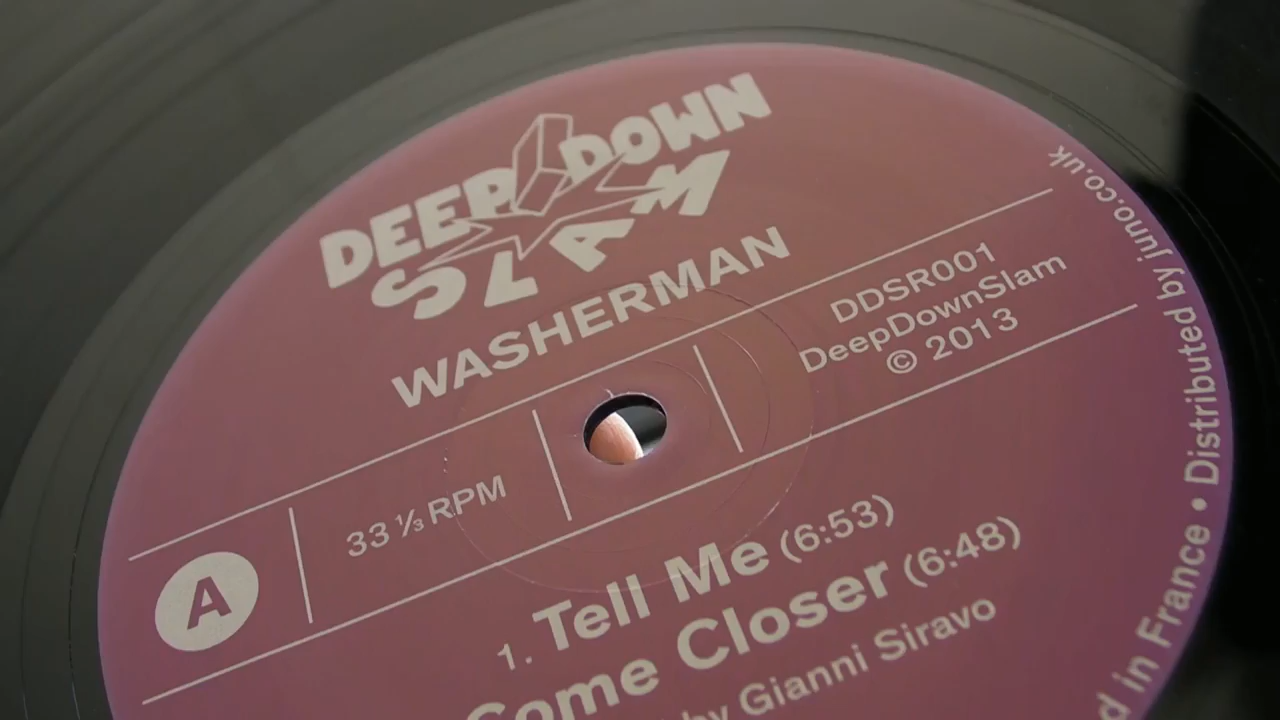 DEEP DOWN
SLAM
WASHERMAN
DDSR001
DeepDownSlam
© 2013
33 ⅓ RPM
A
1. Tell Me (6:53)
Come Closer (6:48)
by Gianni Siravo
in France • Distributed by juno.co.uk